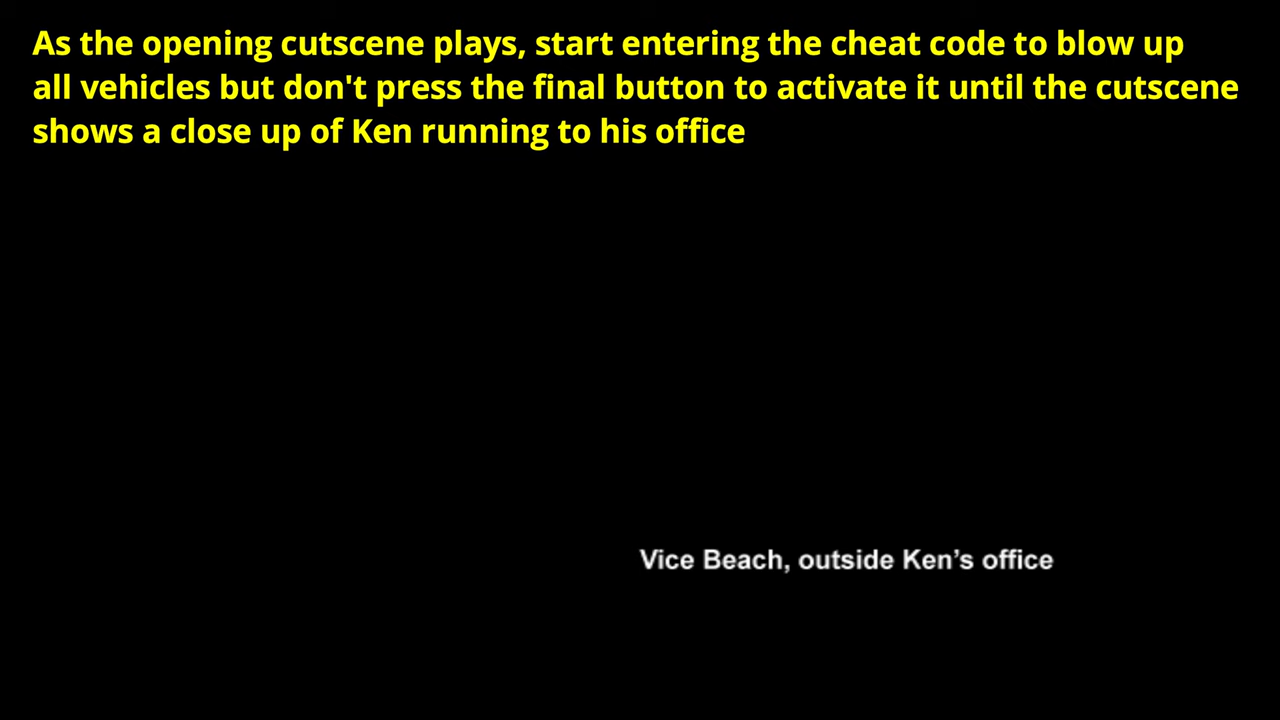 As the opening cutscene plays, start entering the cheat code to blow up
all vehicles but don't press the final button to activate it until the cutscene
shows a close up of Ken running to his office
Vice Beach, outside Ken’s office